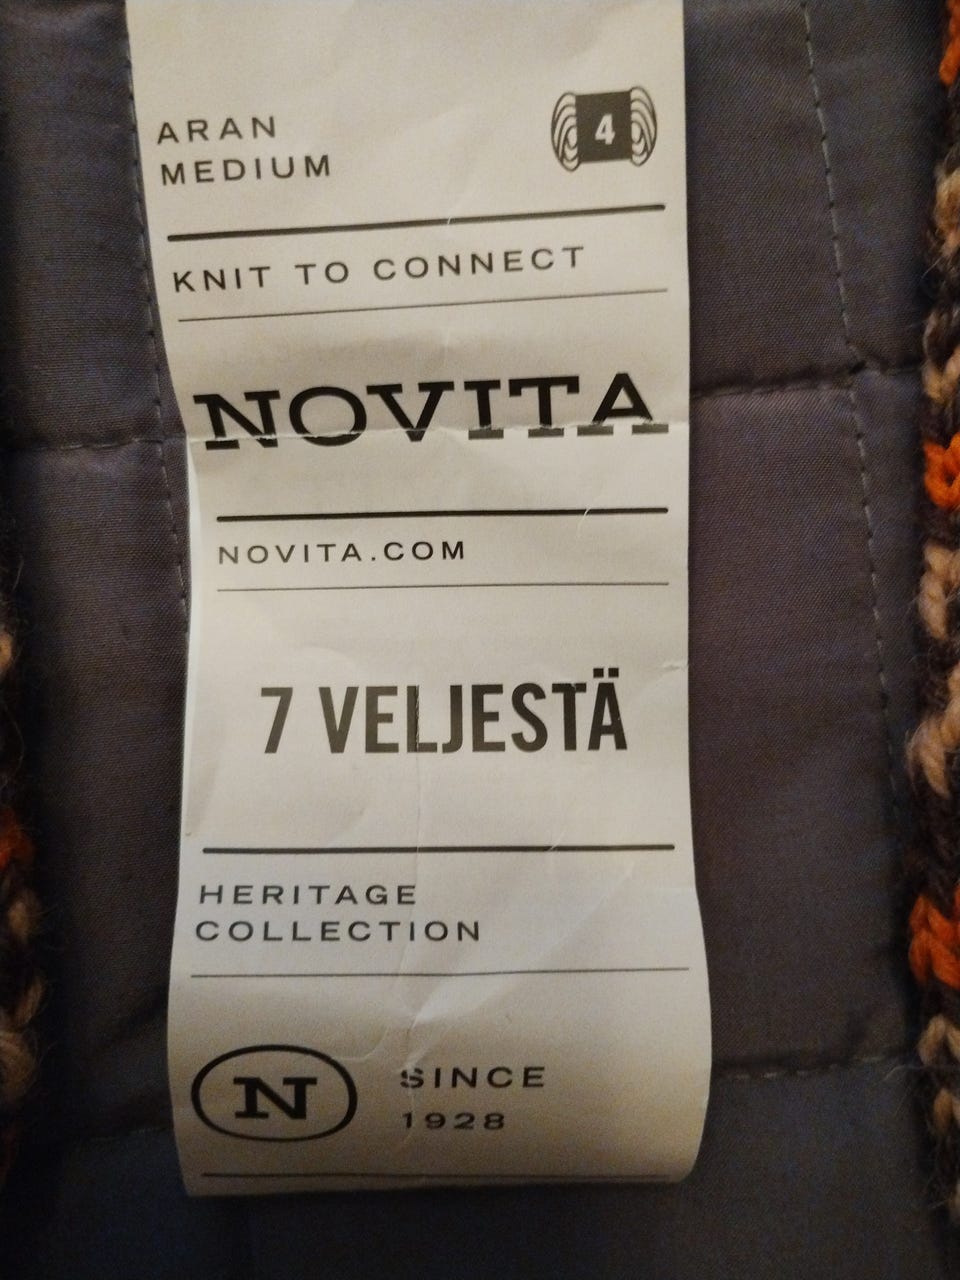 ARAN
MEDIUM
4
KNIT TO CONNECT
NOVITA
NOVITA.COM
7 VELJESTÄ
HERITAGE
COLLECTION
N
SINCE
1928